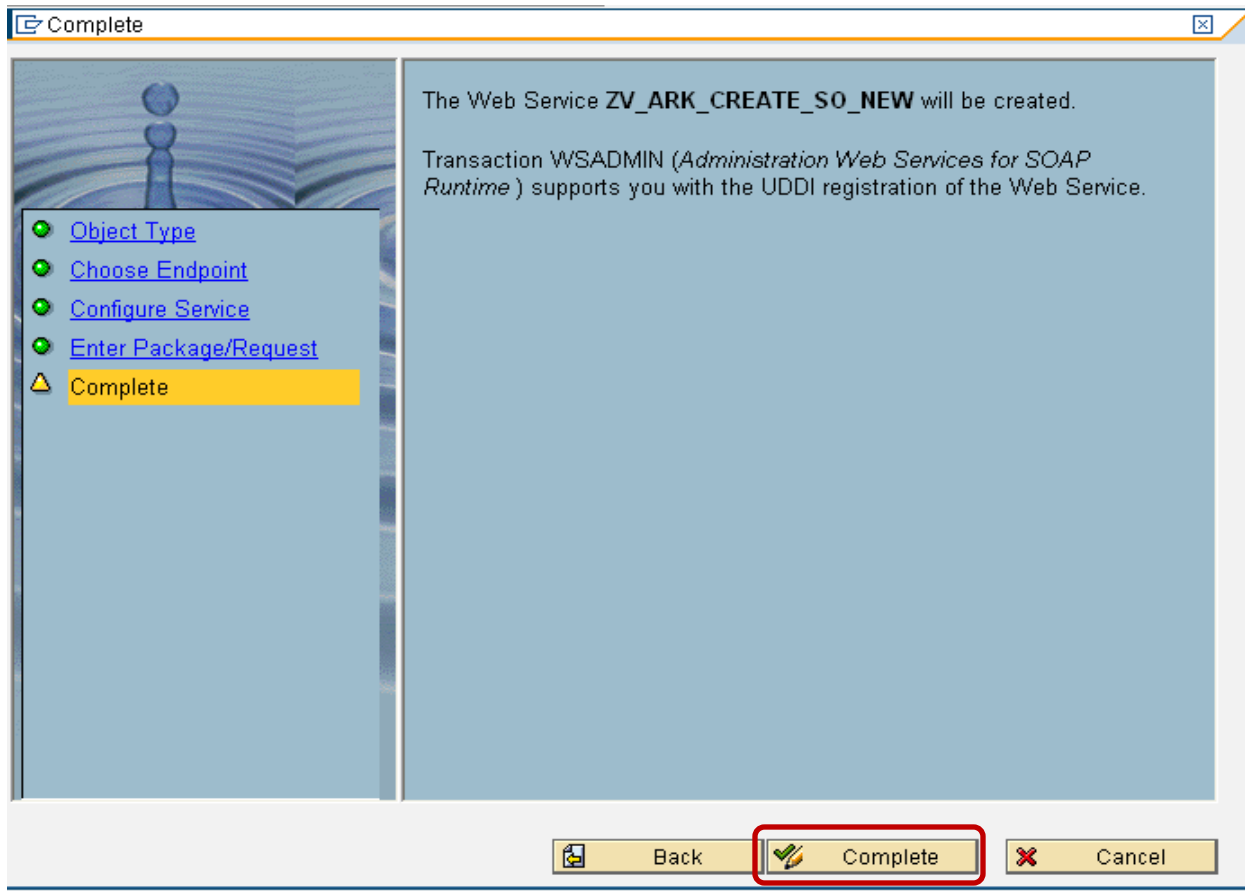 Complete
The Web Service ZV_ARK_CREATE_SO_NEW will be created.
Transaction WSADMIN (Administration Web Services for SOAP
Runtime ) supports you with the UDDI registration of the Web Service.
Object Type
Choose Endpoint
Configure Service
Enter Package/Request
Complete
Back
Complete
Cancel